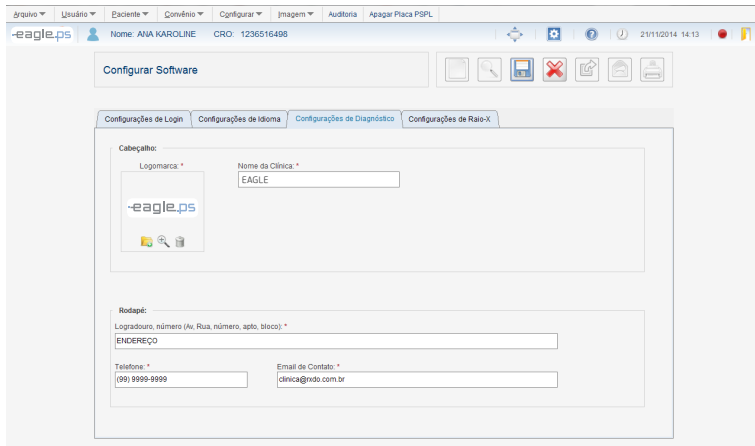 Arquivo Usuário Paciente Convênio Configurar Imagem Auditoria Apagar Placa PSPL
eagle.ps Nome: ANA KAROLINE CRO: 1236516498 21/11/2014 14:13
Configurar Software
Configurações de Login Configurações de Idioma Configurações de Diagnóstico Configurações de Raio-X
Cabeçalho:
Logomarca: * Nome da Clínica: *
EAGLE
eagle.ps
Rodapé:
Logradouro, número (Av, Rua, número, apto, bloco): *
ENDEREÇO
Telefone: * Email de Contato: *
(99) 9999-9999 clinica@rxdo.com.br